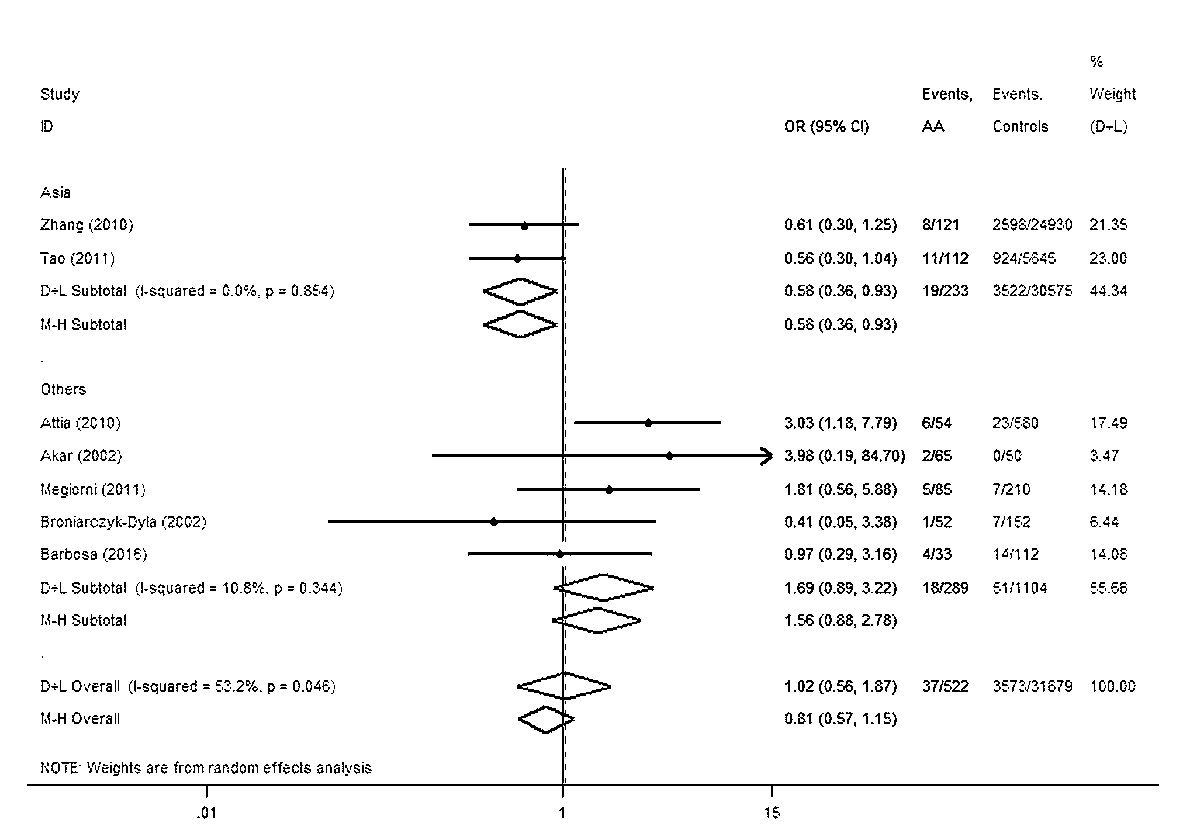 %
Study Events, Events, Weight
ID OR (95% CI) AA Controls (D+L)
Asia
Zhang (2010) 0.61 (0.30, 1.25) 8/121 2598/24930 21.35
Tao (2011) 0.56 (0.30, 1.04) 11/112 924/5645 23.00
D+L Subtotal (I-squared = 0.0%, p = 0.854) 0.58 (0.36, 0.93) 19/233 3522/30575 44.34
M-H Subtotal 0.58 (0.36, 0.93)
.
Others
Attia (2010) 3.03 (1.18, 7.79) 6/54 23/580 17.49
Akar (2002) 3.98 (0.19, 84.70) 2/65 0/50 3.47
Megiorni (2011) 1.81 (0.56, 5.88) 5/85 7/210 14.18
Broniarczyk-Dyla (2002) 0.41 (0.05, 3.38) 1/52 7/152 6.44
Barbosa (2016) 0.97 (0.29, 3.16) 4/33 14/112 14.08
D+L Subtotal (I-squared = 10.8%, p = 0.344) 1.69 (0.89, 3.22) 18/289 51/1104 55.66
M-H Subtotal 1.56 (0.88, 2.78)
.
D+L Overall (I-squared = 53.2%, p = 0.046) 1.02 (0.56, 1.87) 37/522 3573/31679 100.00
M-H Overall 0.81 (0.57, 1.15)
NOTE: Weights are from random effects analysis
.01 1 15